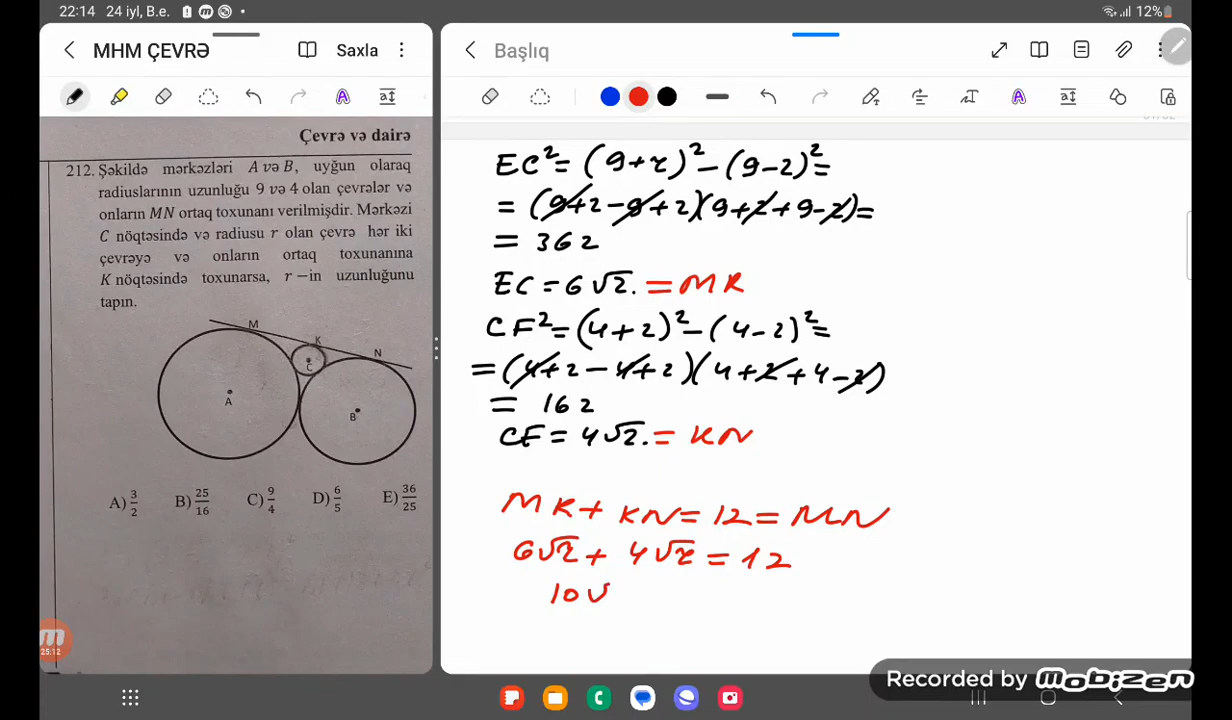 22:14 24 iyl, B.e.
12%
MHM ÇEVRƏ
Saxla
Başlıq
Çevrə və dairə
212. Şəkildə mərkəzləri A və B, uyğun olaraq
radiuslarının uzunluğu 9 və 4 olan çevrələr və
onların MN ortaq toxunanı verilmişdir. Mərkəzi
C nöqtəsində və radiusu r olan çevrə hər iki
çevrəyə və onların ortaq toxunanına
K nöqtəsində toxunarsa, r −in uzunluğunu
tapın.
M
K
N
C
A
B
A) 3/2 B) 25/16 C) 9/4 D) 6/5 E) 36/25
EC² = (9+r)² − (9−r)² =
= (9+r−9+r)(9+r+9−r) =
= 36r
EC = 6√r. = MK
CF² = (4+r)² − (4−r)² =
= (4+r−4+r)(4+r+4−r)
= 16r
CF = 4√r. = KN
MK + KN = 12 = MN
6√r + 4√r = 12
10√
25:12
Recorded by mobizen